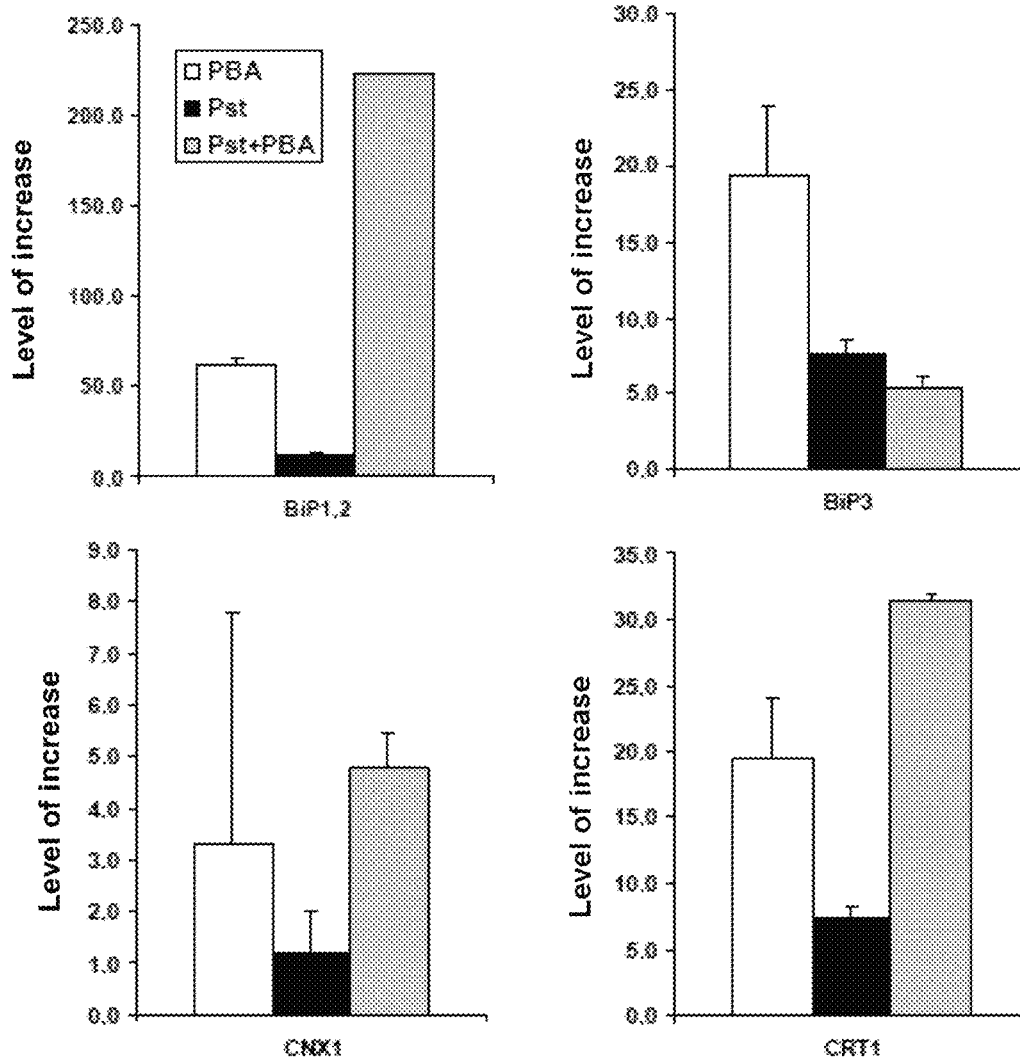 250.0
200.0
150.0
100.0
50.0
0.0
Level of increase
PBA
Pst
Pst+PBA
BiP1,2
30.0
25.0
20.0
15.0
10.0
5.0
0.0
Level of increase
BiP3
9.0
8.0
7.0
6.0
5.0
4.0
3.0
2.0
1.0
0.0
Level of increase
CNX1
35.0
30.0
25.0
20.0
15.0
10.0
5.0
0.0
Level of increase
CRT1